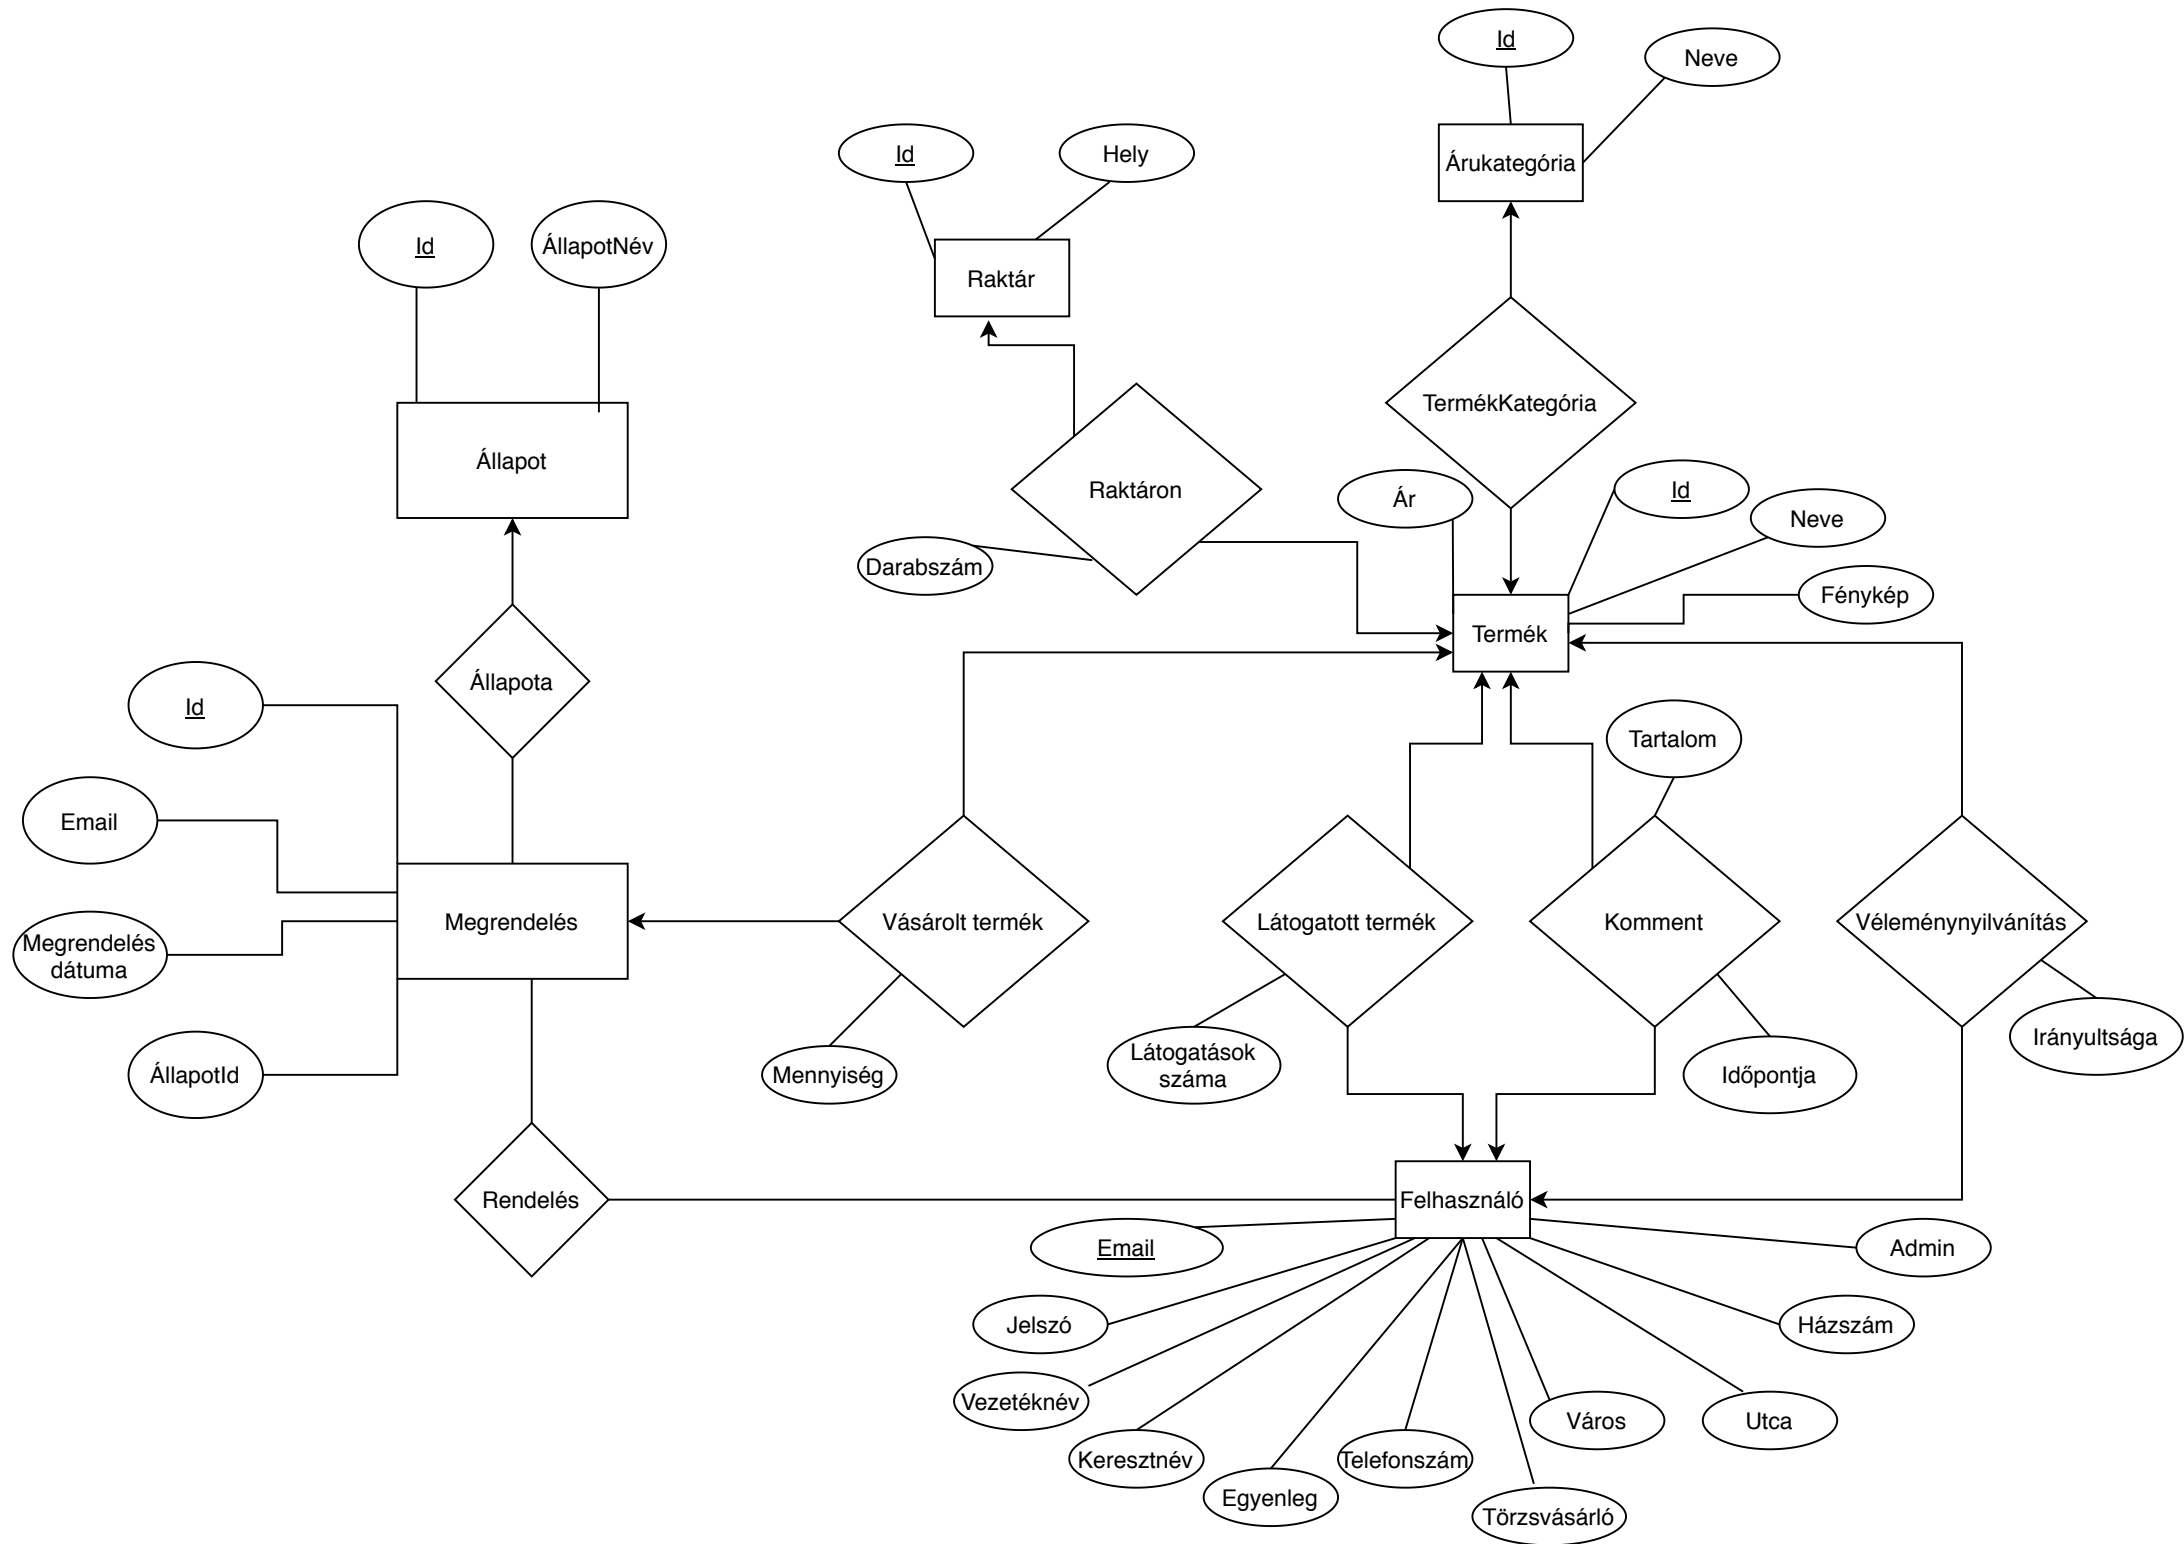 Id
Neve
Árukategória
Id
Hely
Raktár
Id
ÁllapotNév
Állapot
TermékKategória
Raktáron
Ár
Id
Neve
Darabszám
Fénykép
Termék
Állapota
Id
Tartalom
Email
Megrendelés
Vásárolt termék
Látogatott termék
Komment
Véleménynyilvánítás
Megrendelés
dátuma
Irányultsága
Látogatások
száma
ÁllapotId
Mennyiség
Időpontja
Rendelés
Felhasználó
Email
Admin
Jelszó
Házszám
Vezetéknév
Város
Utca
Keresztnév
Telefonszám
Egyenleg
Törzsvásárló